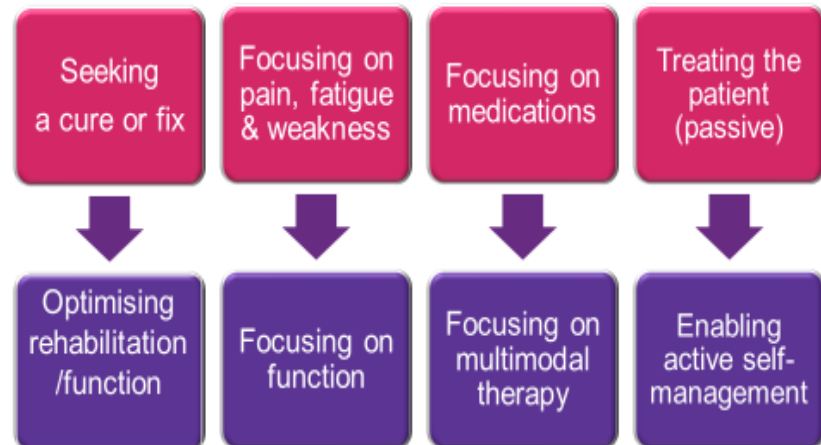 Seeking
a cure or fix
Focusing on
pain, fatigue
& weakness
Focusing on
medications
Treating the
patient
(passive)
Optimising
rehabilitation
/function
Focusing on
function
Focusing on
multimodal
therapy
Enabling
active self-
management